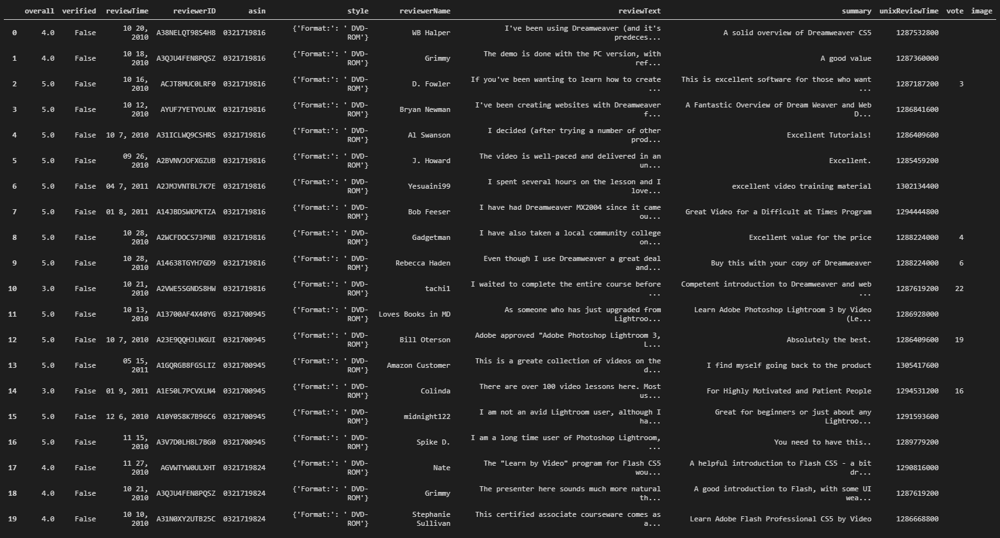 overall verified reviewTime reviewerID asin style reviewerName reviewText summary unixReviewTime vote image
0 4.0 False 10 20, 2010 A38NELQT98S4H8 0321719816 {'Format:': ' DVD-ROM'} WB Halper I've been using Dreamweaver (and it's predeces... A solid overview of Dreamweaver CS5 1287532800
1 4.0 False 10 18, 2010 A3QJU4FEN8PQSZ 0321719816 {'Format:': ' DVD-ROM'} Grimmy The demo is done with the PC version, with ref... A good value 1287360000
2 5.0 False 10 16, 2010 ACJT8MUC0LRF0 0321719816 {'Format:': ' DVD-ROM'} D. Fowler If you've been wanting to learn how to create ... This is excellent software for those who want ... 1287187200 3
3 5.0 False 10 12, 2010 AYUF7YETYOLNX 0321719816 {'Format:': ' DVD-ROM'} Bryan Newman I've been creating websites with Dreamweaver f... A Fantastic Overview of Dream Weaver and Web D... 1286841600
4 5.0 False 10 7, 2010 A31ICLWQ9CSHRS 0321719816 {'Format:': ' DVD-ROM'} Al Swanson I decided (after trying a number of other prod... Excellent Tutorials! 1286409600
5 5.0 False 09 26, 2010 A2BVNVJOFXGZUB 0321719816 {'Format:': ' DVD-ROM'} J. Howard The video is well-paced and delivered in an un... Excellent. 1285459200
6 5.0 False 04 7, 2011 A2JMJVNTBL7K7E 0321719816 {'Format:': ' DVD-ROM'} Yesuaini99 I spent several hours on the lesson and I love... excellent video training material 1302134400
7 5.0 False 01 8, 2011 A14JBDSWKPKTZA 0321719816 {'Format:': ' DVD-ROM'} Bob Feeser I have had Dreamweaver MX2004 since it came ou... Great Video for a Difficult at Times Program 1294444800
8 5.0 False 10 28, 2010 A2WCFDOCS73PNB 0321719816 {'Format:': ' DVD-ROM'} Gadgetman I have also taken a local community college on... Excellent value for the price 1288224000 4
9 5.0 False 10 28, 2010 A14638TGYH7GD9 0321719816 {'Format:': ' DVD-ROM'} Rebecca Haden Even though I use Dreamweaver a great deal and... Buy this with your copy of Dreamweaver 1288224000 6
10 3.0 False 10 21, 2010 A2VWE5SGNDS8HW 0321719816 {'Format:': ' DVD-ROM'} tachi1 I waited to complete the entire course before ... Competent introduction to Dreamweaver and web ... 1287619200 22
11 5.0 False 10 13, 2010 A13700AF4X40YG 0321700945 {'Format:': ' DVD-ROM'} Loves Books in MD As someone who has just upgraded from Lightroo... Learn Adobe Photoshop Lightroom 3 by Video (Le... 1286928000
12 5.0 False 10 7, 2010 A23E9QQHJLNGUI 0321700945 {'Format:': ' DVD-ROM'} Bill Oterson Adobe approved "Adobe Photoshop Lightroom 3, L... Absolutely the best. 1286409600 19
13 5.0 False 05 15, 2011 A1GQRGB8FGSLIZ 0321700945 {'Format:': ' DVD-ROM'} Amazon Customer This is a greate collection of videos on the d... I find myself going back to the product 1305417600
14 3.0 False 01 9, 2011 A1E50L7PCVXLN4 0321700945 {'Format:': ' DVD-ROM'} Colinda There are over 100 video lessons here. Most us... For Highly Motivated and Patient People 1294531200 16
15 5.0 False 12 6, 2010 A10Y058K7B96C6 0321700945 {'Format:': ' DVD-ROM'} midnight122 I am not an avid Lightroom user, although I ha... Great for beginners or just about any Lightroo... 1291593600
16 5.0 False 11 15, 2010 A3V7D0LH8L7BG0 0321700945 {'Format:': ' DVD-ROM'} Spike D. I am a long time user of Photoshop Lightroom, ... You need to have this.. 1289779200
17 4.0 False 11 27, 2010 AGVWTYW0ULXHT 0321719824 {'Format:': ' DVD-ROM'} Nate The "Learn by Video" program for Flash CS5 wou... A helpful introduction to Flash CS5 - a bit dr... 1290816000
18 4.0 False 10 21, 2010 A3QJU4FEN8PQSZ 0321719824 {'Format:': ' DVD-ROM'} Grimmy The presenter here sounds much more natural th... A good introduction to Flash, with some UI wea... 1287619200
19 4.0 False 10 10, 2010 A31N0XY2UTB25C 0321719824 {'Format:': ' DVD-ROM'} Stephanie Sullivan This certified associate courseware comes as a... Learn Adobe Flash Professional CS5 by Video 1286668800